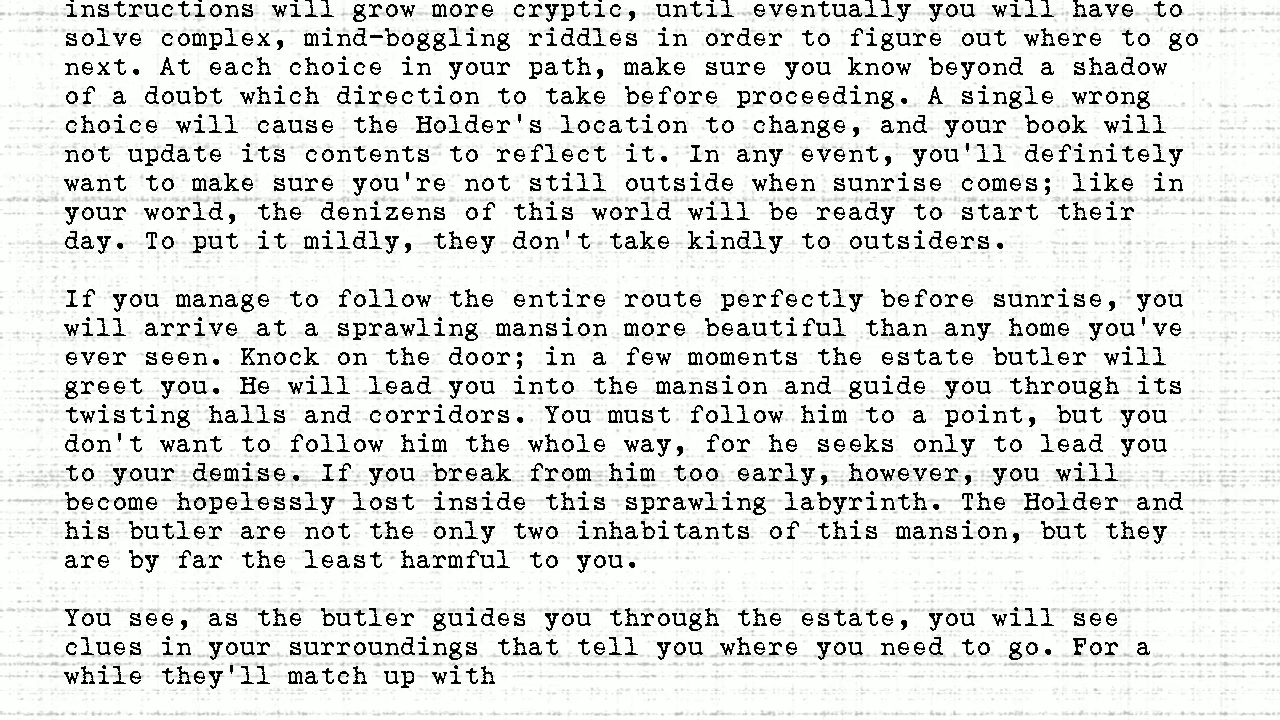 instructions will grow more cryptic, until eventually you will have to
solve complex, mind-boggling riddles in order to figure out where to go
next. At each choice in your path, make sure you know beyond a shadow
of a doubt which direction to take before proceeding. A single wrong
choice will cause the Holder's location to change, and your book will
not update its contents to reflect it. In any event, you'll definitely
want to make sure you're not still outside when sunrise comes; like in
your world, the denizens of this world will be ready to start their
day. To put it mildly, they don't take kindly to outsiders.

If you manage to follow the entire route perfectly before sunrise, you
will arrive at a sprawling mansion more beautiful than any home you've
ever seen. Knock on the door; in a few moments the estate butler will
greet you. He will lead you into the mansion and guide you through its
twisting halls and corridors. You must follow him to a point, but you
don't want to follow him the whole way, for he seeks only to lead you
to your demise. If you break from him too early, however, you will
become hopelessly lost inside this sprawling labyrinth. The Holder and
his butler are not the only two inhabitants of this mansion, but they
are by far the least harmful to you.

You see, as the butler guides you through the estate, you will see
clues in your surroundings that tell you where you need to go. For a
while they'll match up with